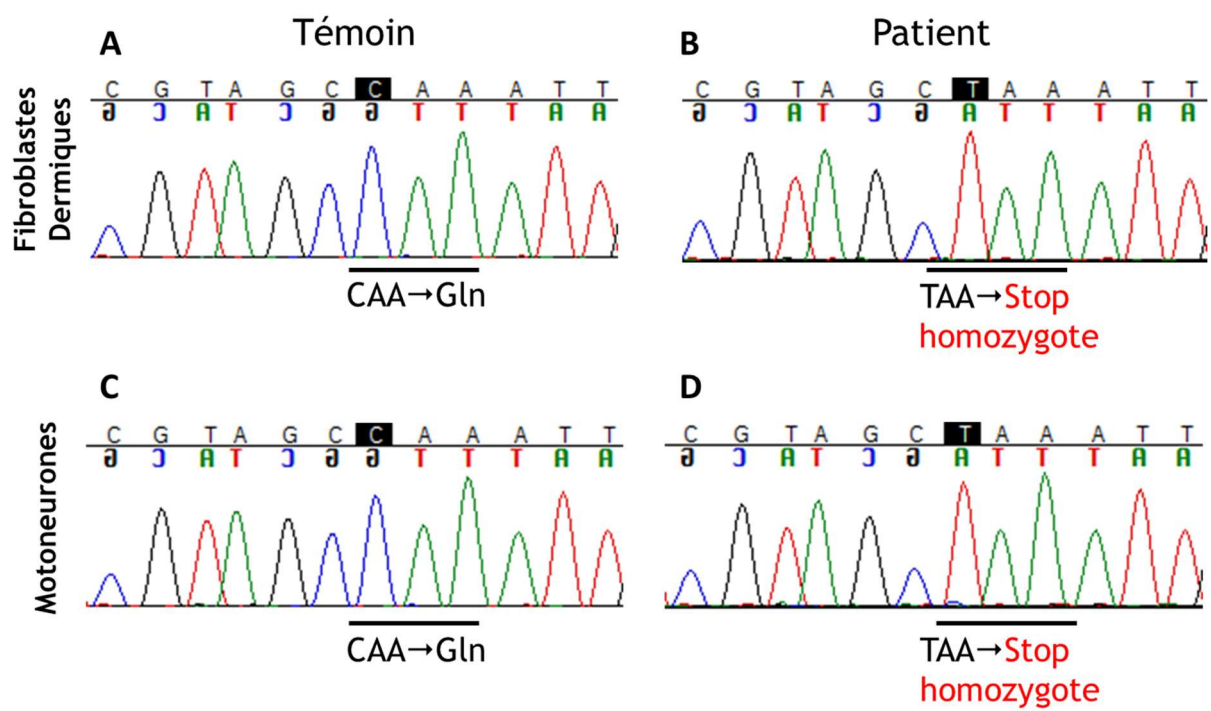 Témoin
Patient
A
B
Fibroblastes
Dermiques
C G T A G C C A A A T T
G C A T C G G T T T A A
C G T A G C T A A A T T
G C A T C G A T T T A A
CAA→Gln
TAA→Stop
homozygote
C
D
Motoneurones
C G T A G C C A A A T T
G C A T C G G T T T A A
C G T A G C T A A A T T
G C A T C G A T T T A A
CAA→Gln
TAA→Stop
homozygote